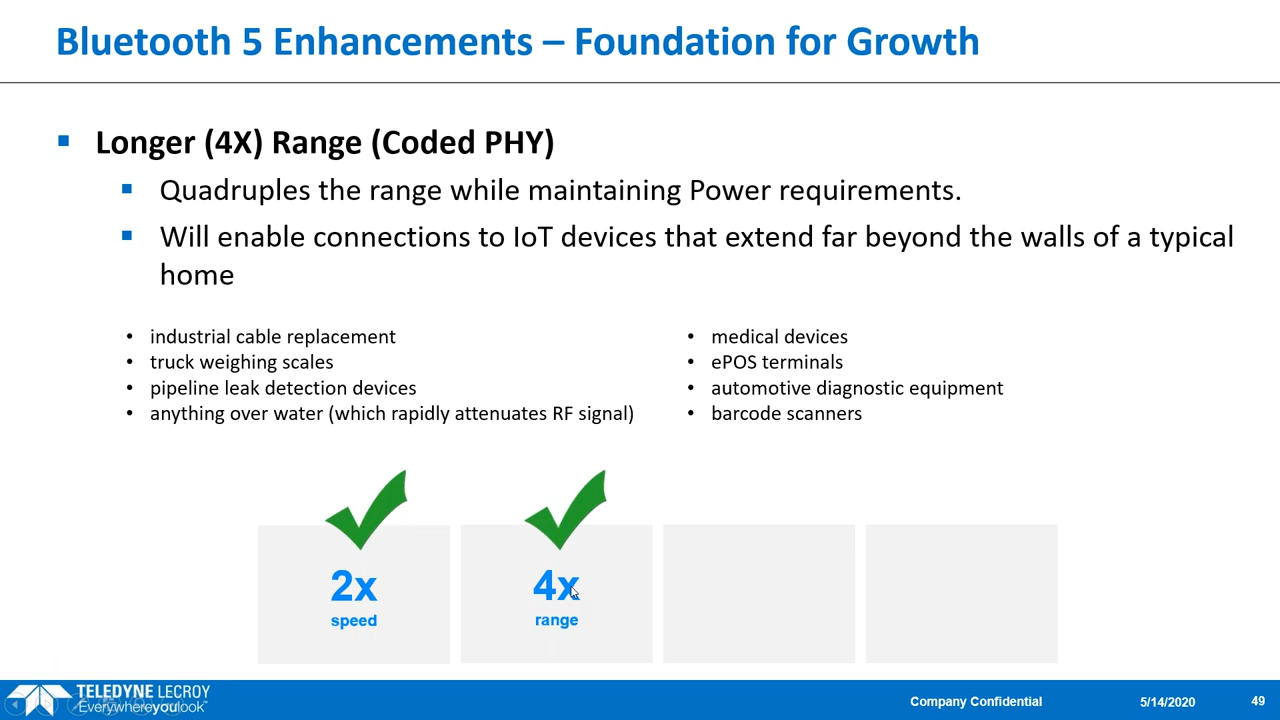 Bluetooth 5 Enhancements – Foundation for Growth
Longer (4X) Range (Coded PHY)
Quadruples the range while maintaining Power requirements.
Will enable connections to IoT devices that extend far beyond the walls of a typical
home
• industrial cable replacement
• truck weighing scales
• pipeline leak detection devices
• anything over water (which rapidly attenuates RF signal)
• medical devices
• ePOS terminals
• automotive diagnostic equipment
• barcode scanners
2x
speed
4x
range
TELEDYNE LECROY
Everywhereyoulook™
Company Confidential
5/14/2020
49